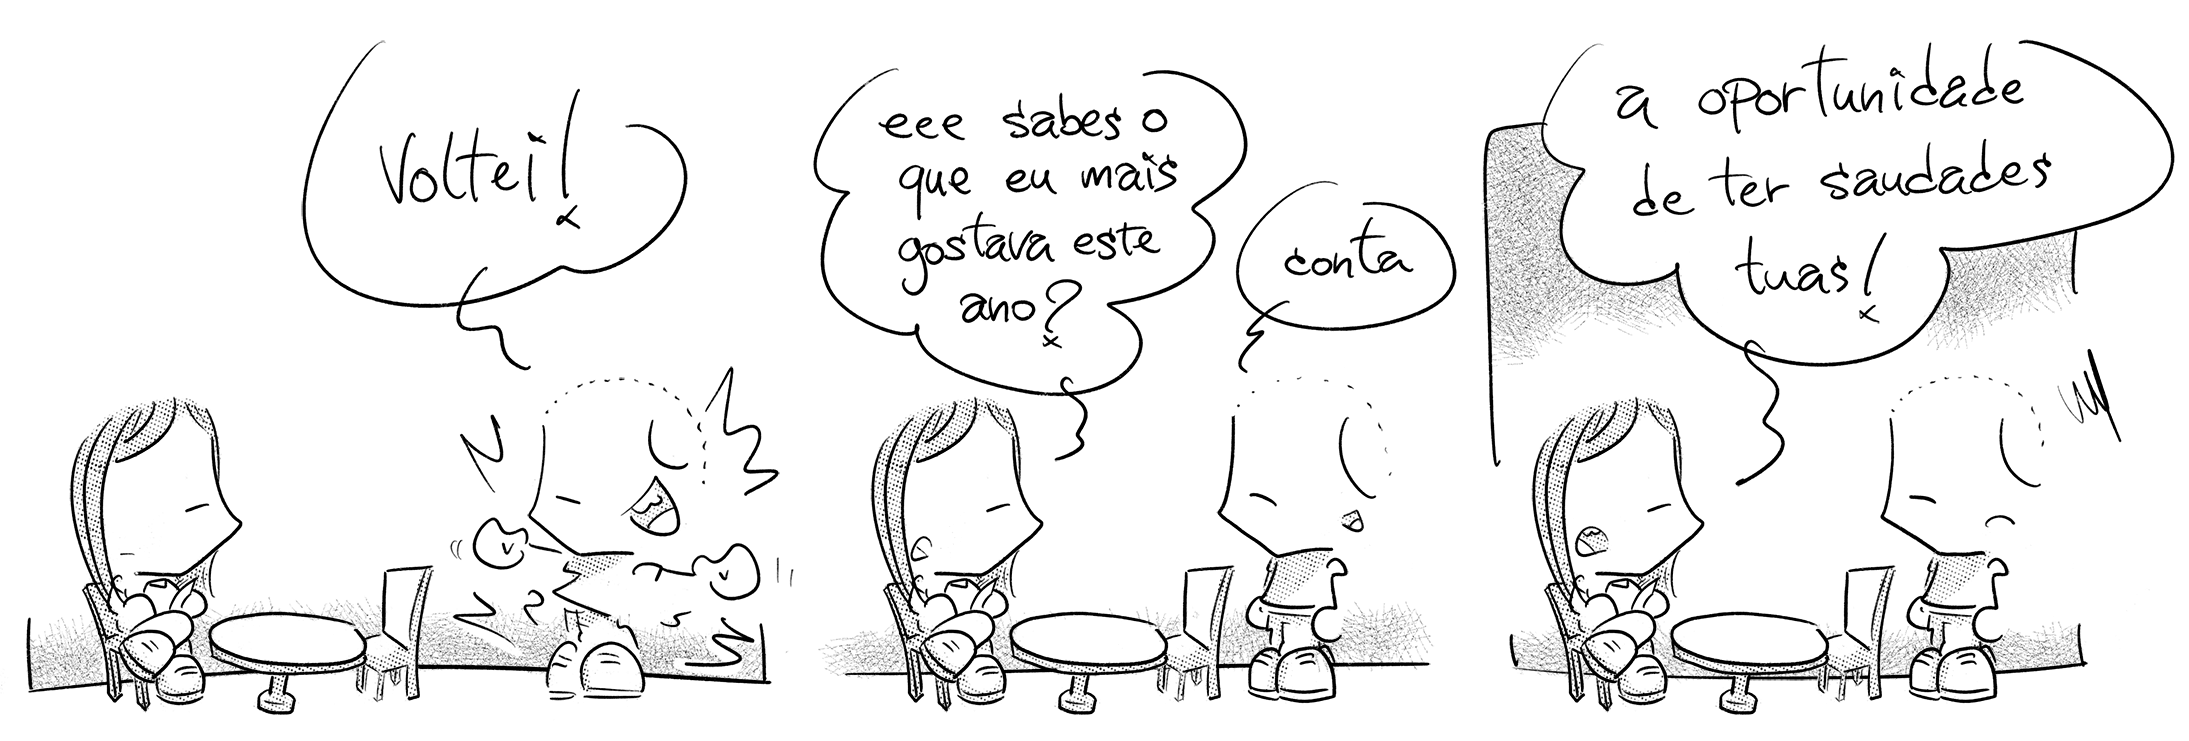 Voltei!
eee sabes o
que eu mais
gostava este
ano?
conta
a oportunidade
de ter saudades
tuas!